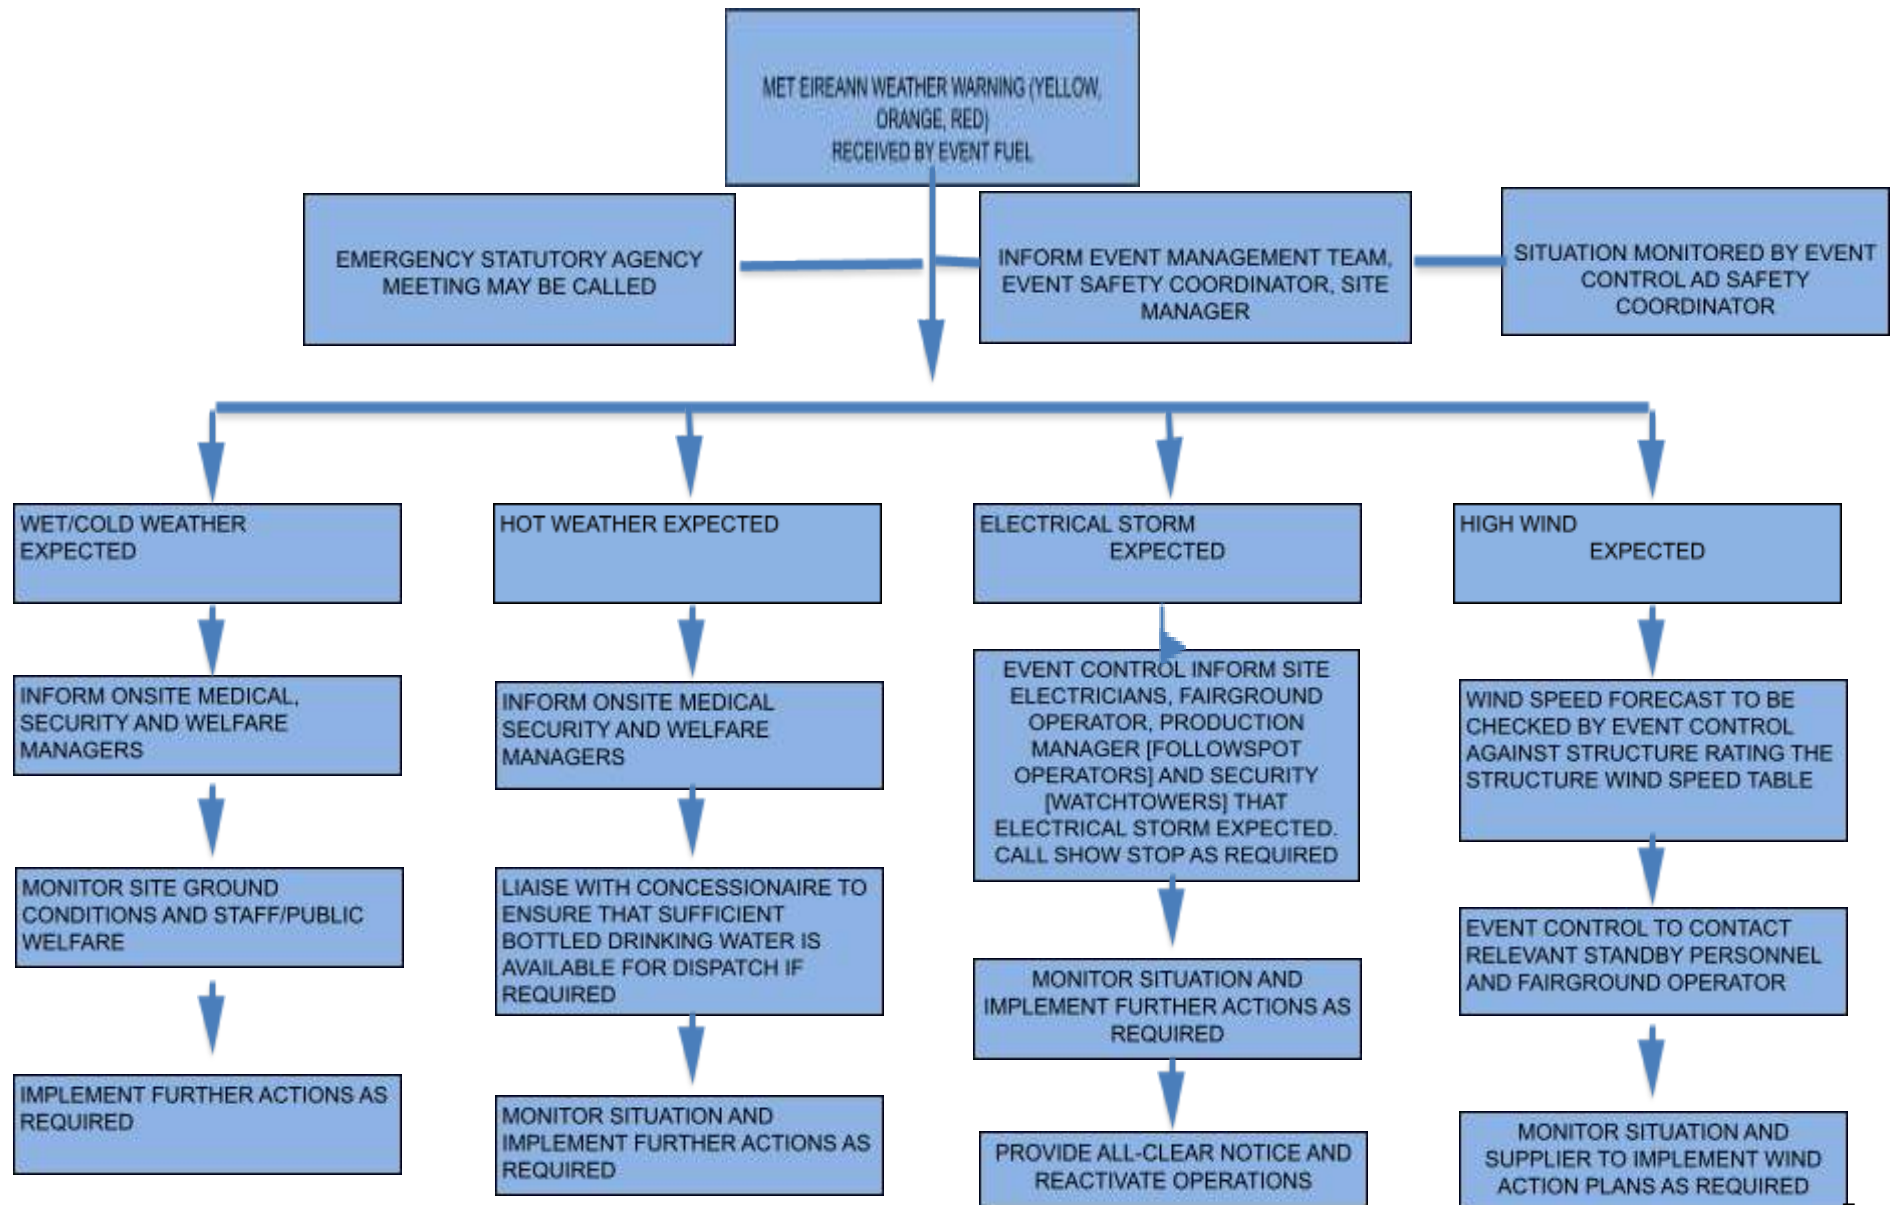 MET EIREANN WEATHER WARNING (YELLOW,
ORANGE, RED)
RECEIVED BY EVENT FUEL
EMERGENCY STATUTORY AGENCY
MEETING MAY BE CALLED
INFORM EVENT MANAGEMENT TEAM,
EVENT SAFETY COORDINATOR, SITE
MANAGER
SITUATION MONITORED BY EVENT
CONTROL AD SAFETY
COORDINATOR
WET/COLD WEATHER
EXPECTED
INFORM ONSITE MEDICAL,
SECURITY AND WELFARE
MANAGERS
MONITOR SITE GROUND
CONDITIONS AND STAFF/PUBLIC
WELFARE
IMPLEMENT FURTHER ACTIONS AS
REQUIRED
HOT WEATHER EXPECTED
INFORM ONSITE MEDICAL
SECURITY AND WELFARE
MANAGERS
LIAISE WITH CONCESSIONAIRE TO
ENSURE THAT SUFFICIENT
BOTTLED DRINKING WATER IS
AVAILABLE FOR DISPATCH IF
REQUIRED
MONITOR SITUATION AND
IMPLEMENT FURTHER ACTIONS AS
REQUIRED
ELECTRICAL STORM
EXPECTED
EVENT CONTROL INFORM SITE
ELECTRICIANS, FAIRGROUND
OPERATOR, PRODUCTION
MANAGER [FOLLOWSPOT
OPERATORS] AND SECURITY
[WATCHTOWERS] THAT
ELECTRICAL STORM EXPECTED.
CALL SHOW STOP AS REQUIRED
MONITOR SITUATION AND
IMPLEMENT FURTHER ACTIONS AS
REQUIRED
PROVIDE ALL-CLEAR NOTICE AND
REACTIVATE OPERATIONS
HIGH WIND
EXPECTED
WIND SPEED FORECAST TO BE
CHECKED BY EVENT CONTROL
AGAINST STRUCTURE RATING THE
STRUCTURE WIND SPEED TABLE
EVENT CONTROL TO CONTACT
RELEVANT STANDBY PERSONNEL
AND FAIRGROUND OPERATOR
MONITOR SITUATION AND
SUPPLIER TO IMPLEMENT WIND
ACTION PLANS AS REQUIRED